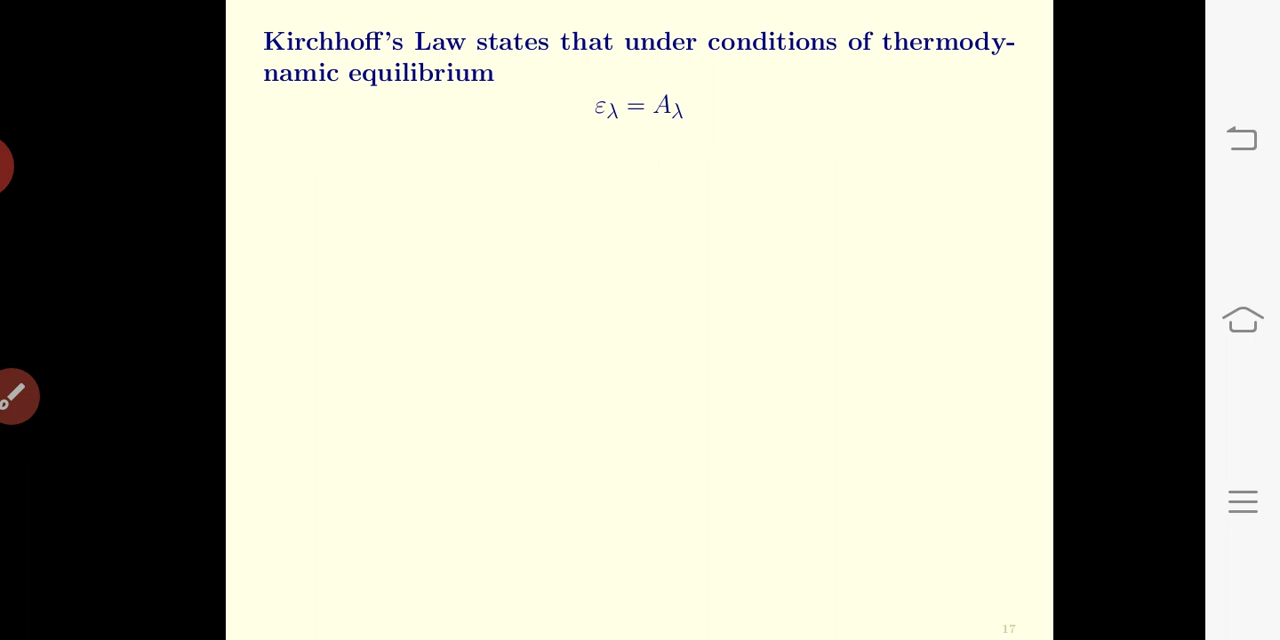 Kirchhoff's Law states that under conditions of thermody-
namic equilibrium
ελ = Aλ
17